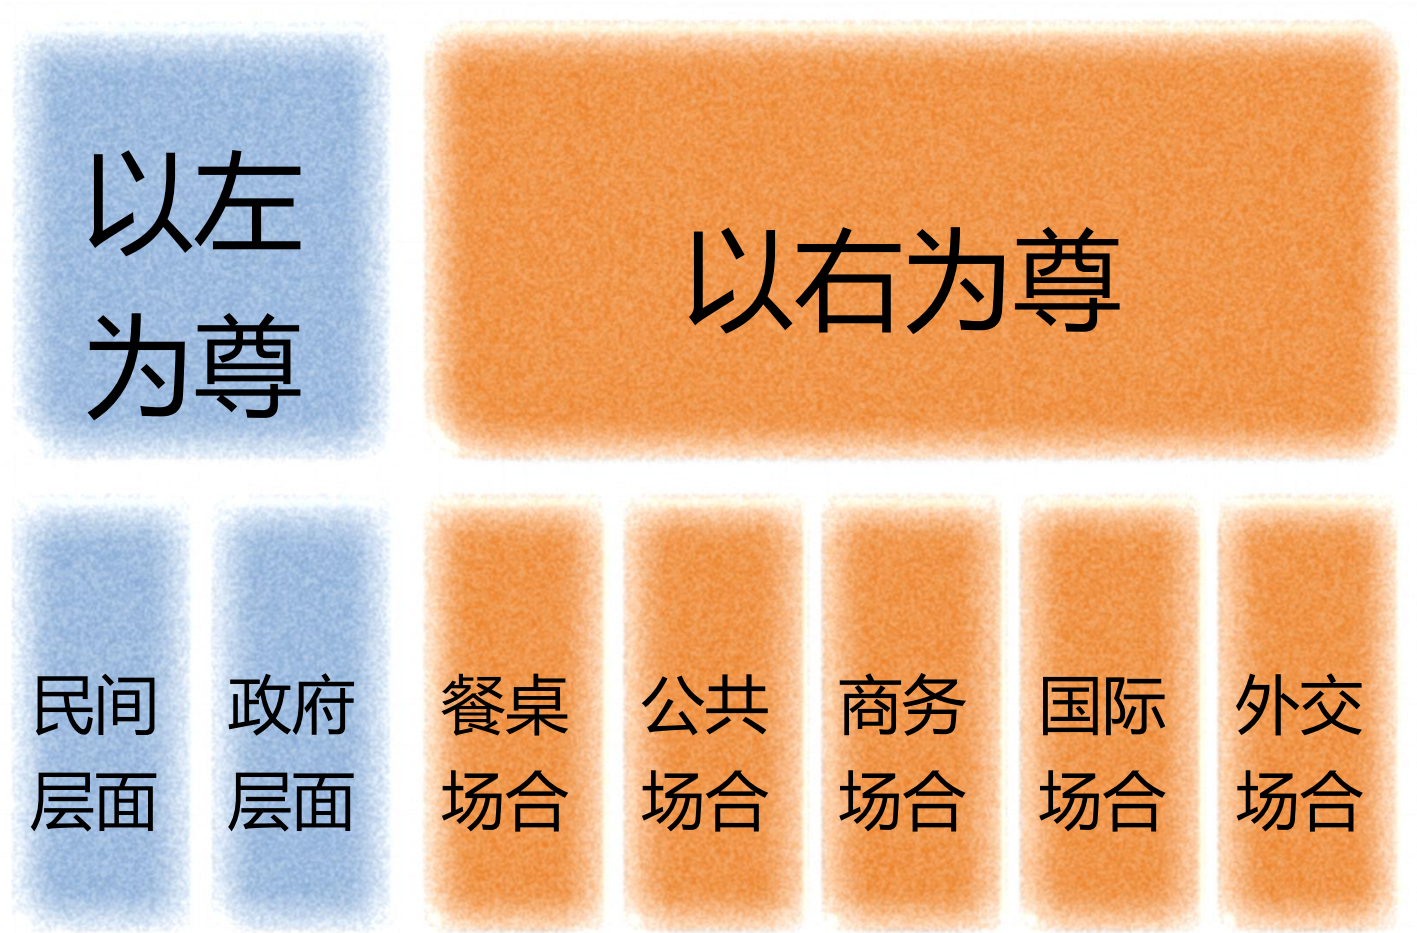 以左
为尊
以右为尊
民间
层面
政府
层面
餐桌
场合
公共
场合
商务
场合
国际
场合
外交
场合